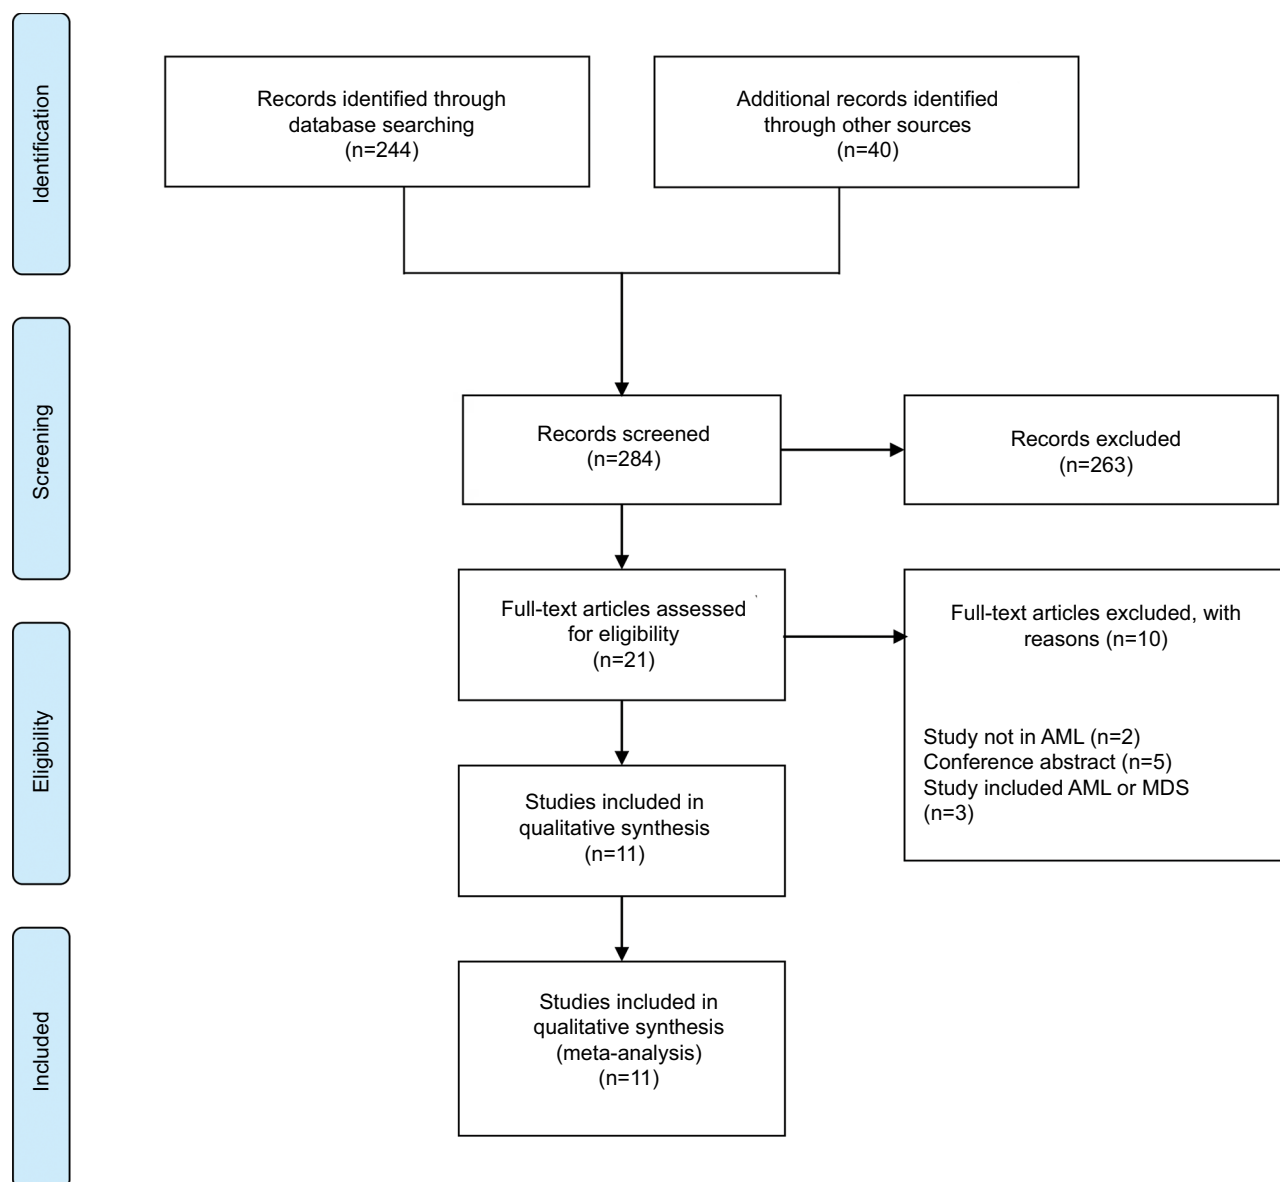 Identification
Records identified through
database searching
(n=244)
Additional records identified
through other sources
(n=40)
Screening
Records screened
(n=284)
Records excluded
(n=263)
Eligibility
Full-text articles assessed
for eligibility
(n=21)
Full-text articles excluded, with
reasons (n=10)
Study not in AML (n=2)
Conference abstract (n=5)
Study included AML or MDS
(n=3)
Studies included in
qualitative synthesis
(n=11)
Included
Studies included in
qualitative synthesis
(meta-analysis)
(n=11)